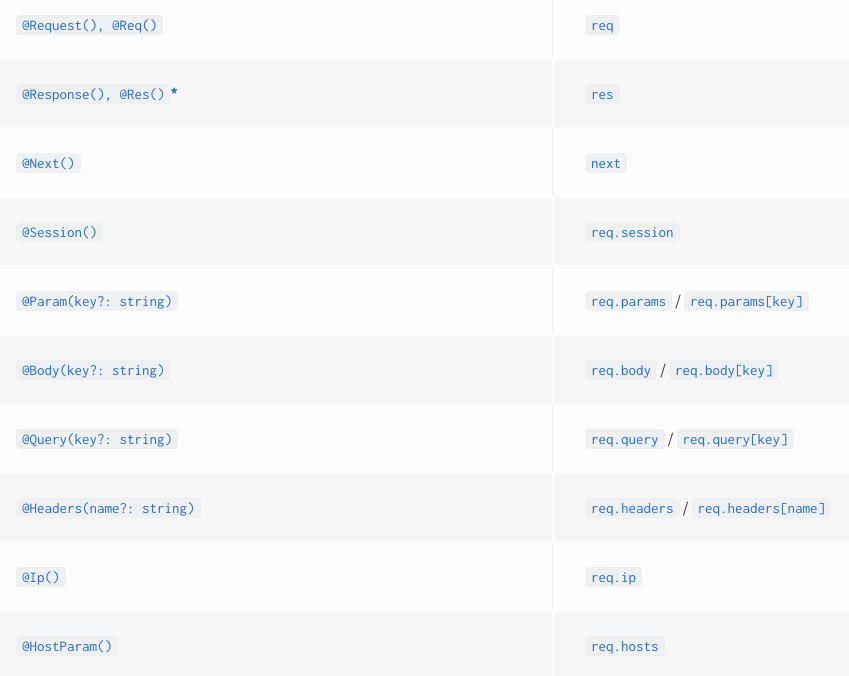 @Request(), @Req() req
@Response(), @Res() * res
@Next() next
@Session() req.session
@Param(key?: string) req.params / req.params[key]
@Body(key?: string) req.body / req.body[key]
@Query(key?: string) req.query / req.query[key]
@Headers(name?: string) req.headers / req.headers[name]
@Ip() req.ip
@HostParam() req.hosts